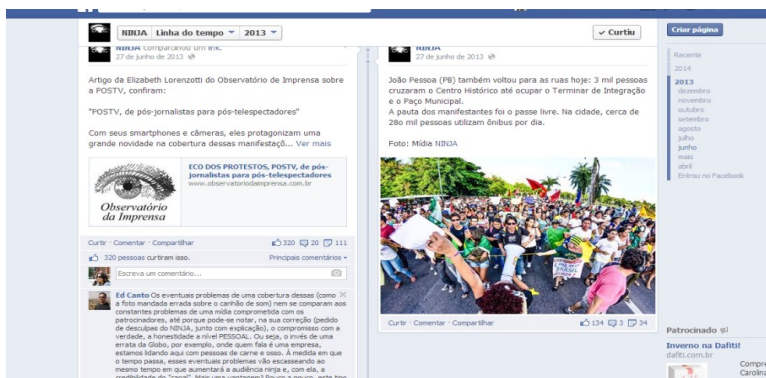 NINJA Linha do tempo 2013
Curtiu
Criar página
NINJA compartilhou um link.
27 de junho de 2013
Artigo da Elizabeth Lorenzotti do Observatório de Imprensa sobre
a POSTV, confiram:
"POSTV, de pós-jornalistas para pós-telespectadores"
Com seus smartphones e câmeras, eles protagonizam uma
grande novidade na cobertura dessas manifestaçõ... Ver mais
Observatório
da Imprensa
ECO DOS PROTESTOS, POSTV, de pós-
jornalistas para pós-telespectadores
www.observatoriodaimprensa.com.br
Curtir · Comentar · Compartilhar 320 20 111
320 pessoas curtiram isso. Principais comentários
Escreva um comentário...
Ed Canto Os eventuais problemas de uma cobertura dessas (como
a foto mandada errada sobre o canhão de som) nem se comparam aos
constantes problemas de uma mídia comprometida com os
patrocinadores, até porque pode-se notar, na sua correção (pedido
de desculpas do NINJA, junto com explicação), o compromisso com a
verdade, a honestidade a nível PESSOAL. Ou seja, o invés de uma
errata da Globo, por exemplo, onde quem fala é uma empresa,
estamos lidando aqui com pessoas de carne e osso. À medida em que
o tempo passa, esses eventuais problemas vão escasseando ao
mesmo tempo em que aumentará a audiência ninja e, com ela, a
NINJA
27 de junho de 2013
João Pessoa (PB) também voltou para as ruas hoje: 3 mil pessoas
cruzaram o Centro Histórico até ocupar o Terminar de Integração
e o Paço Municipal.
A pauta dos manifestantes foi o passe livre. Na cidade, cerca de
280 mil pessoas utilizam ônibus por dia.
Foto: Mídia NINJA
Curtir · Comentar · Compartilhar 134 3 34
Recente
2014
2013
dezembro
novembro
outubro
setembro
agosto
julho
junho
maio
abril
Entrou no Facebook
Patrocinado
Inverno na Dafiti!
dafiti.com.br
Compre
Carolina